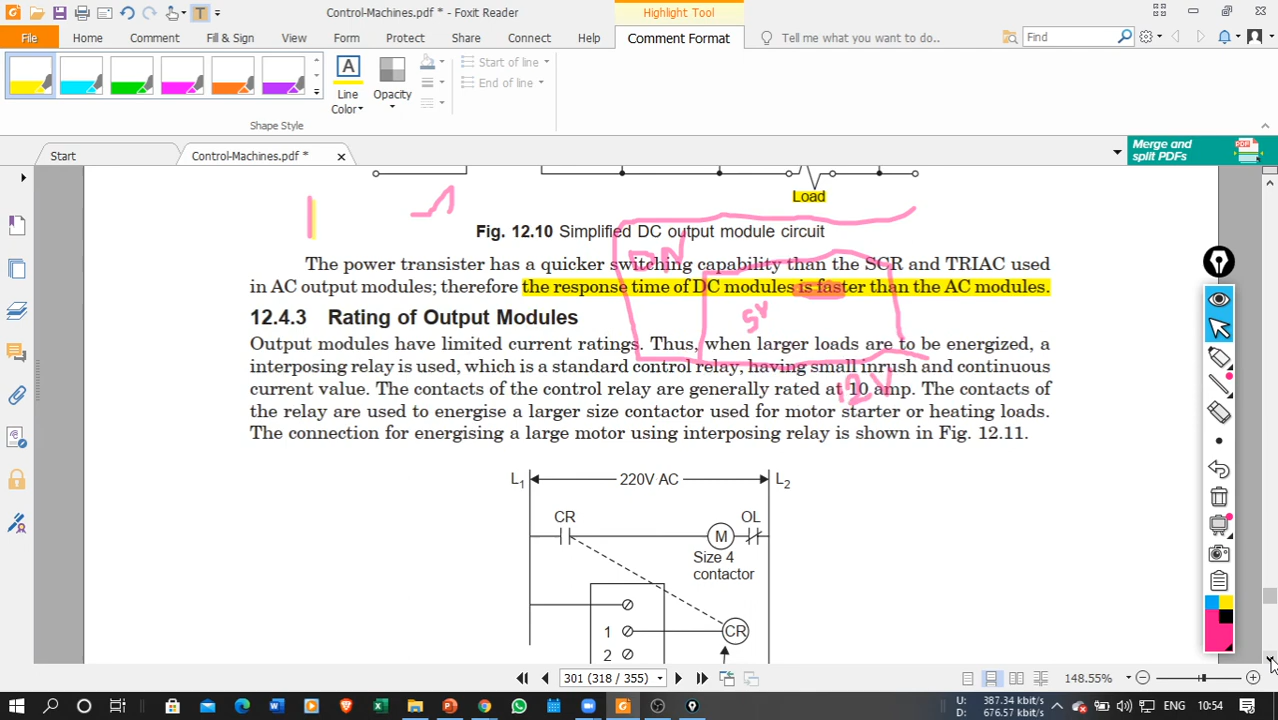 Control-Machines.pdf * - Foxit Reader
Highlight Tool
File
Home
Comment
Fill & Sign
View
Form
Protect
Share
Connect
Help
Comment Format
Tell me what you want to do..
Find
Line
Color
Opacity
Start of line
End of line
Shape Style
Start
Control-Machines.pdf *
Merge and
split PDFs
Load
Fig. 12.10 Simplified DC output module circuit
DN
The power transister has a quicker switching capability than the SCR and TRIAC used
in AC output modules; therefore the response time of DC modules is faster than the AC modules.
5V
12.4.3 Rating of Output Modules
Output modules have limited current ratings. Thus, when larger loads are to be energized, a
interposing relay is used, which is a standard control relay, having small inrush and continuous
current value. The contacts of the control relay are generally rated at 10 amp. The contacts of
12V
the relay are used to energise a larger size contactor used for motor starter or heating loads.
The connection for energising a large motor using interposing relay is shown in Fig. 12.11.
L1
220V AC
L2
CR
OL
M
Size 4
contactor
1
CR
2
301 (318 / 355)
148.55%
U: 387.34 kbit/s
D: 676.57 kbit/s
ENG
10:54